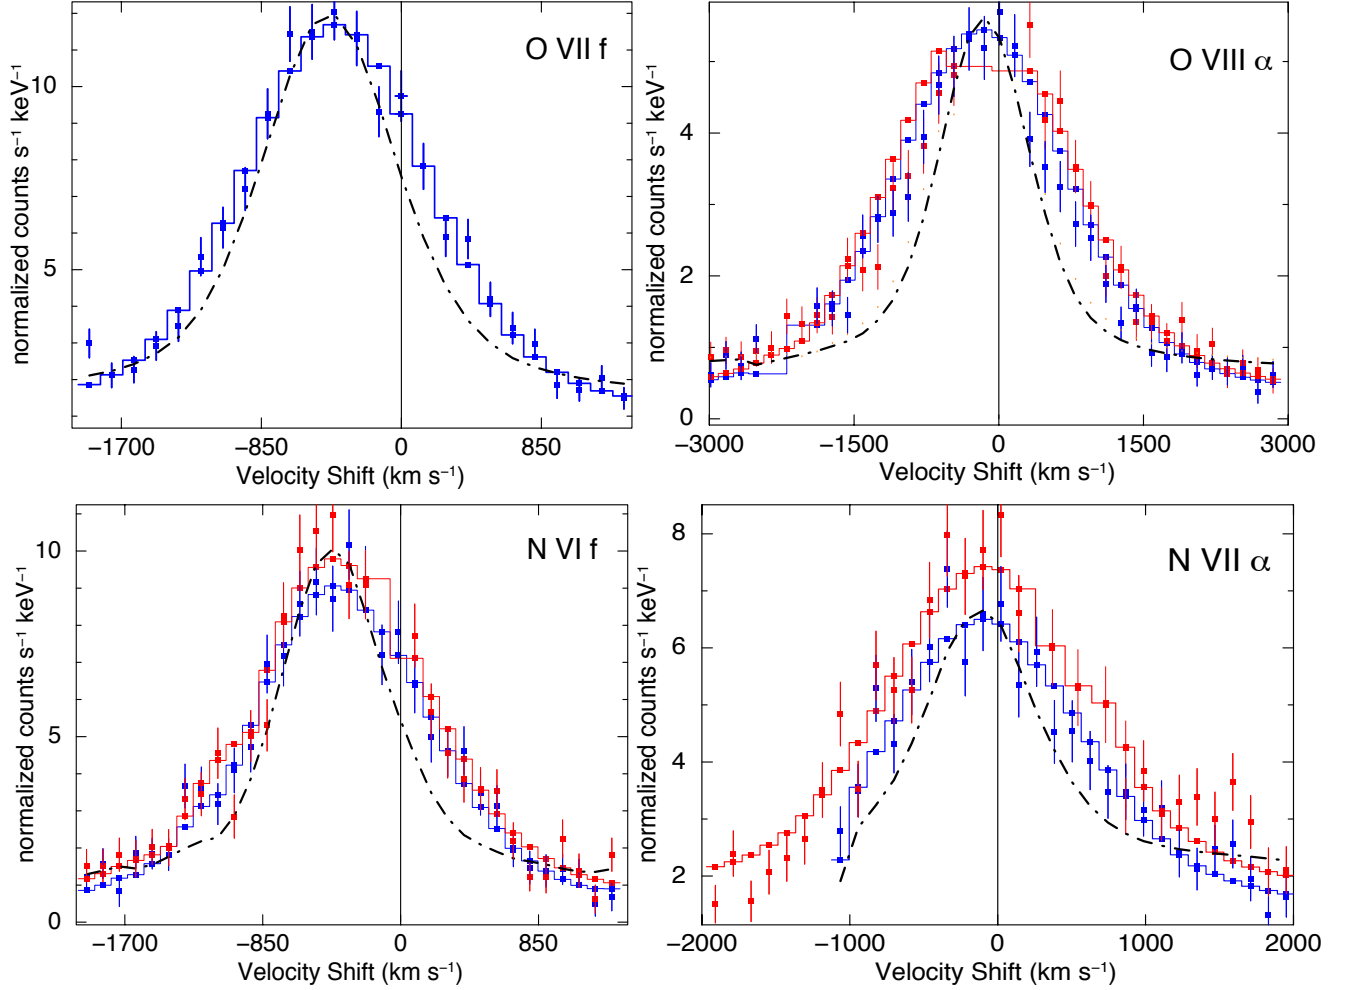 O VII f
normalized counts s⁻¹ keV⁻¹
10
5
−1700 −850 0 850
Velocity Shift (km s⁻¹)
O VIII α
normalized counts s⁻¹ keV⁻¹
4
2
0
−3000 −1500 0 1500 3000
Velocity Shift (km s⁻¹)
N VI f
normalized counts s⁻¹ keV⁻¹
10
5
0
−1700 −850 0 850
Velocity Shift (km s⁻¹)
N VII α
normalized counts s⁻¹ keV⁻¹
8
6
4
2
−2000 −1000 0 1000 2000
Velocity Shift (km s⁻¹)